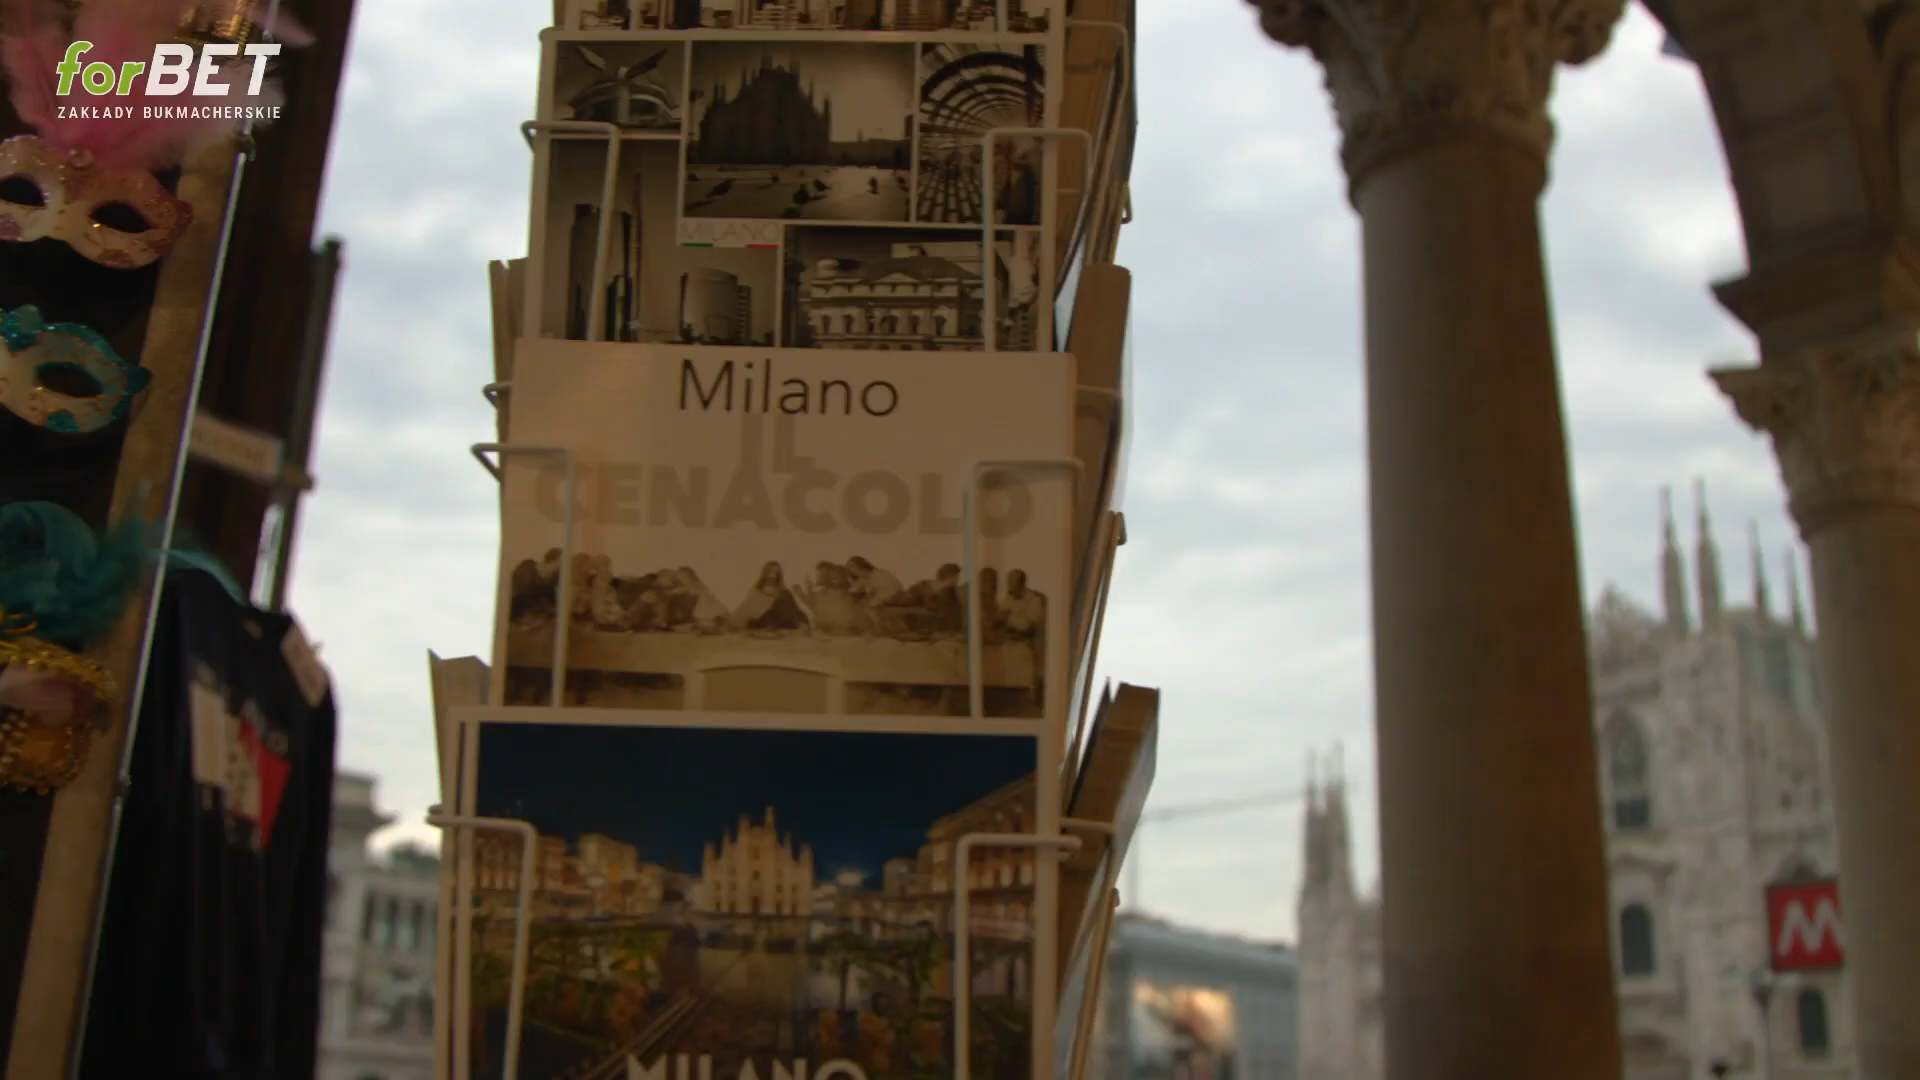 forBET
ZAKŁADY BUKMACHERSKIE
MILANO
Milano
IL
CENACOLO
MILANO
M